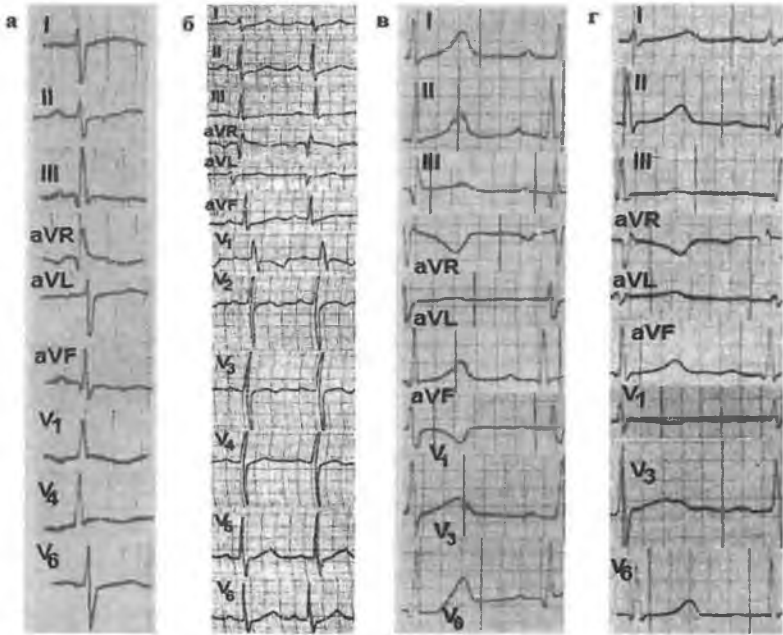 а
I
II
III
aVR
aVL
aVF
V₁
V₄
V₆
б
I
II
III
aVR
aVL
aVF
V₁
V₂
V₃
V₄
V₅
V₆
в
I
II
III
aVR
aVL
aVF
V₁
V₃
V₆
г
I
II
III
aVR
aVL
aVF
V₁
V₃
V₆